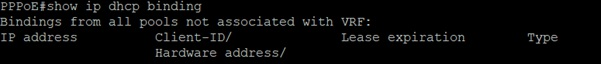 PPPoE#show ip dhcp binding
Bindings from all pools not associated with VRF:
IP address Client-ID/ Lease expiration Type
Hardware address/